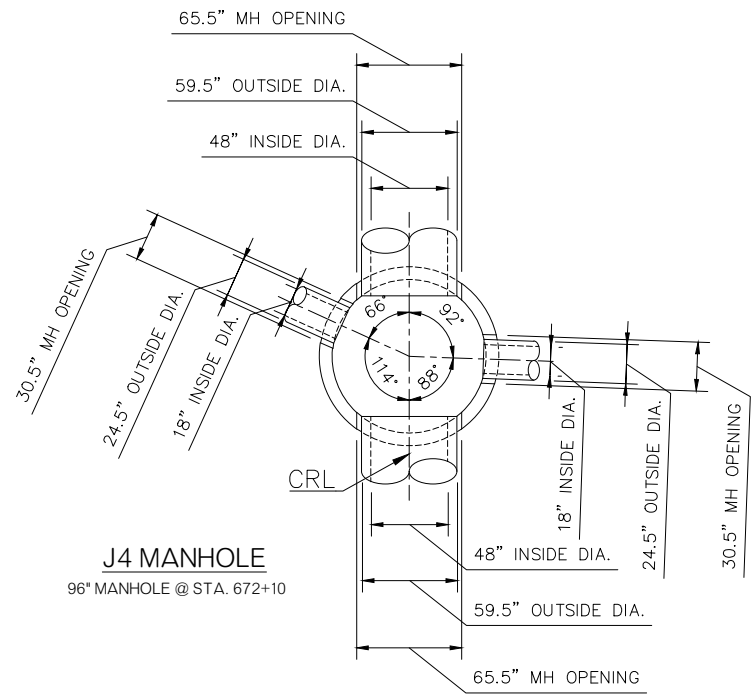 65.5” MH OPENING
59.5” OUTSIDE DIA.
48” INSIDE DIA.
30.5” MH OPENING
24.5” OUTSIDE DIA.
18” INSIDE DIA.
66°
92°
114°
88°
CRL
18” INSIDE DIA.
24.5” OUTSIDE DIA.
30.5” MH OPENING
48” INSIDE DIA.
59.5” OUTSIDE DIA.
65.5” MH OPENING
J4 MANHOLE
96" MANHOLE @ STA. 672+10